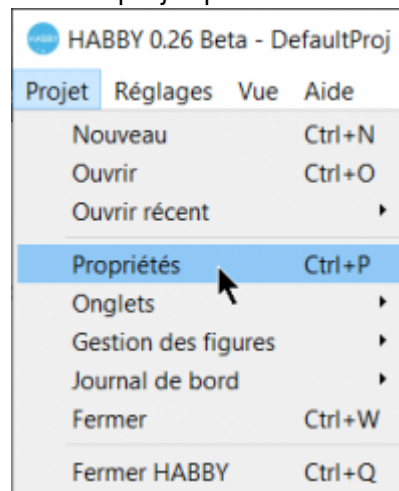 HABBY 0.26 Beta - DefaultProj
Projet Réglages Vue Aide
Nouveau Ctrl+N
Ouvrir Ctrl+O
Ouvrir récent
Propriétés Ctrl+P
Onglets
Gestion des figures
Journal de bord
Fermer Ctrl+W
Fermer HABBY Ctrl+Q